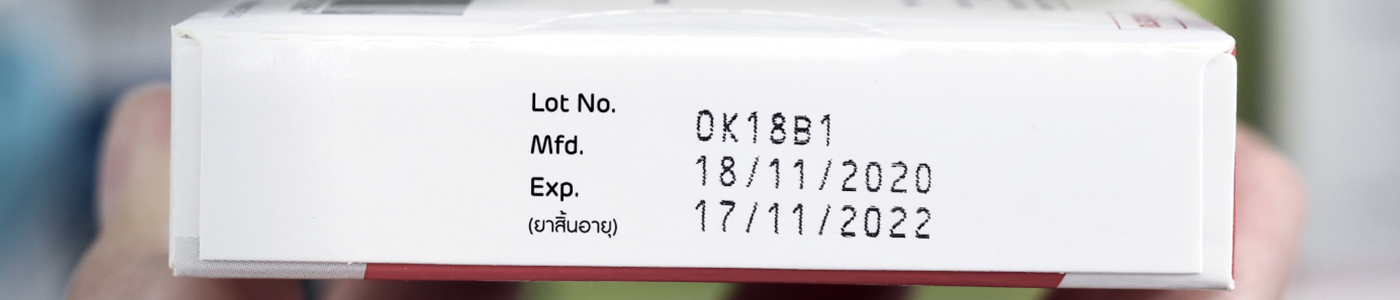 Lot No. 0K18B1
Mfd. 18/11/2020
Exp. 17/11/2022
(ยาสิ้นอายุ)